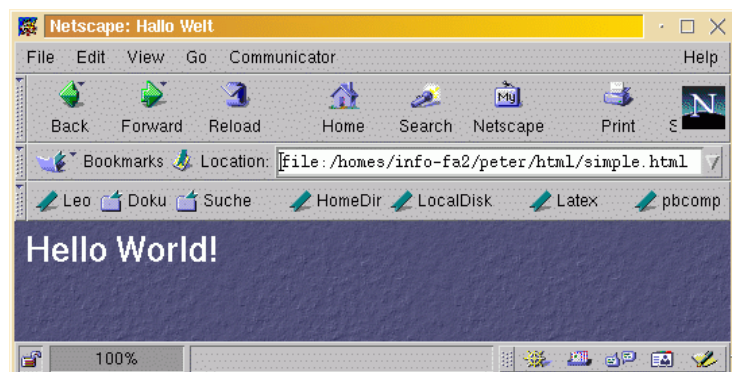 Netscape: Hallo Welt
File Edit View Go Communicator Help
My N
Back Forward Reload Home Search Netscape Print S
Bookmarks Location: file:/homes/info-fa2/peter/html/simple.html
Leo Doku Suche HomeDir LocalDisk Latex pbcomp
Hello World!
100%